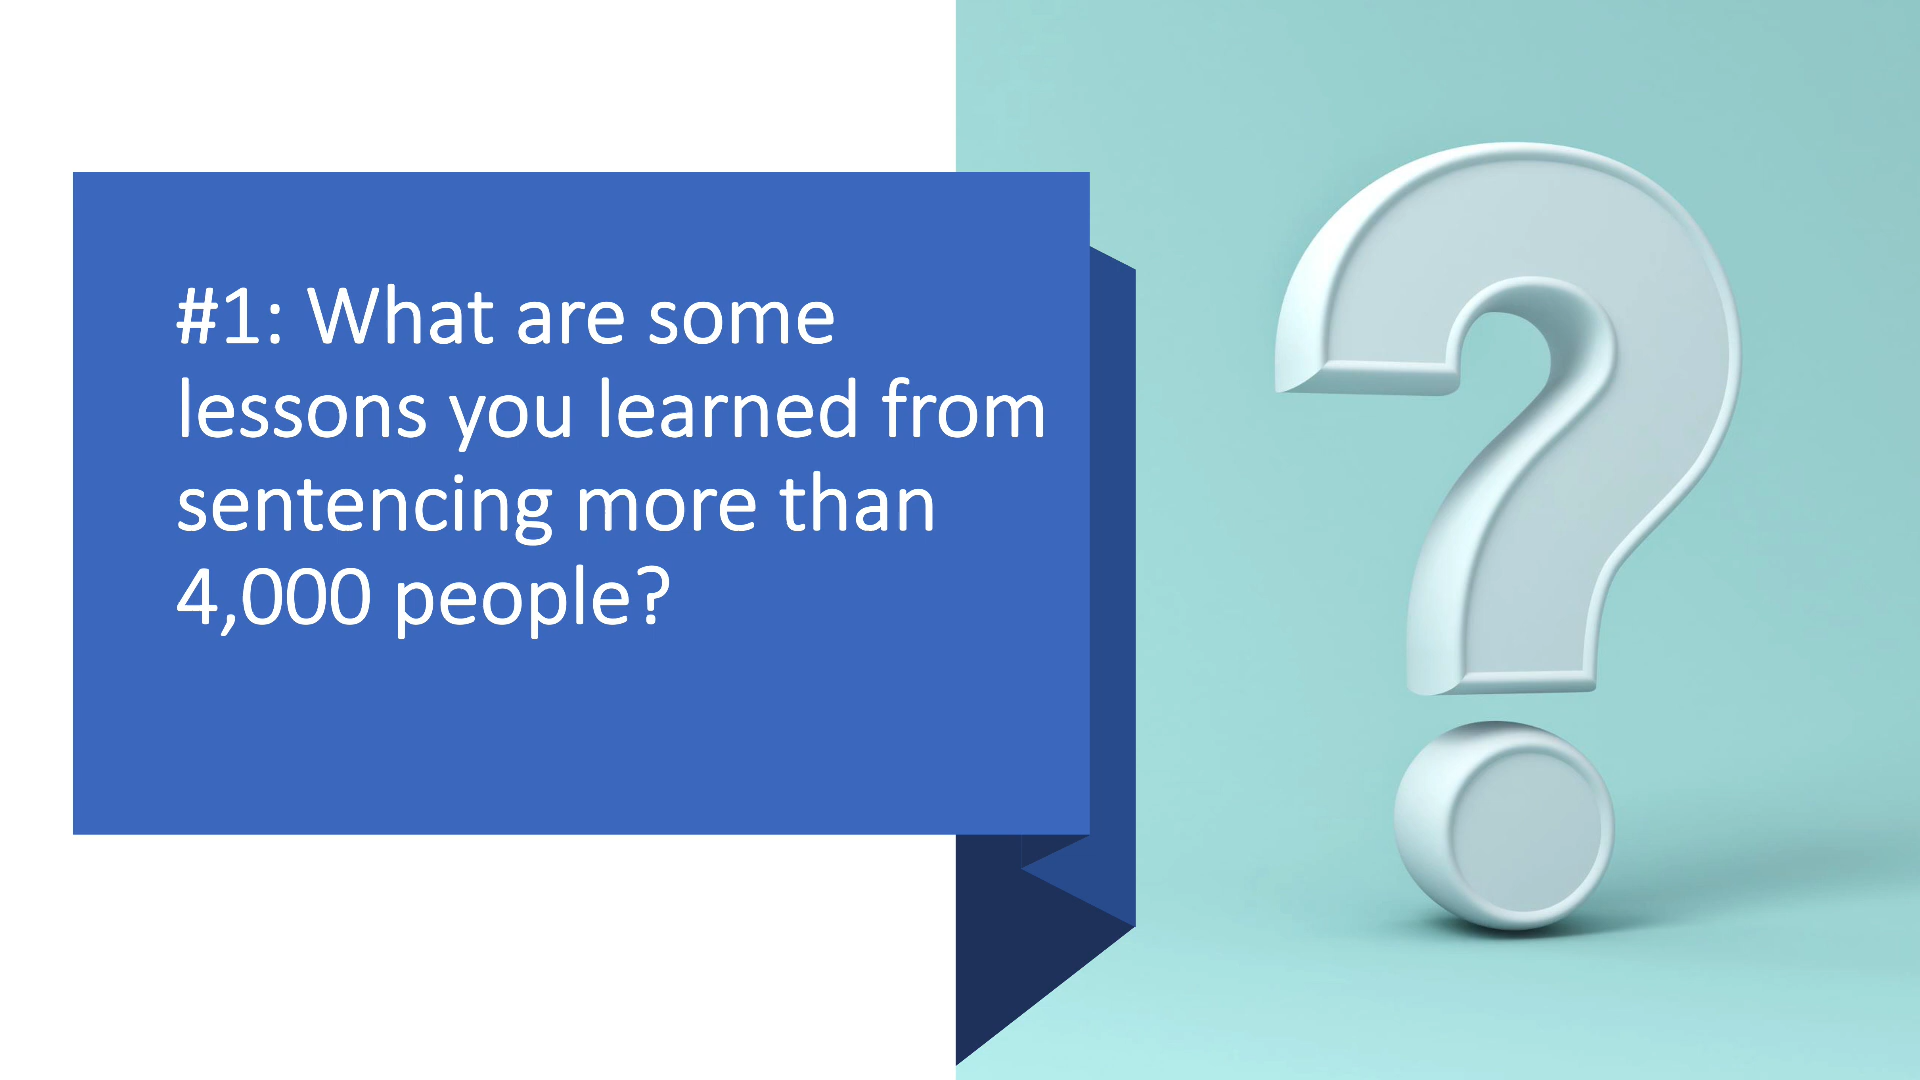 #1: What are some
lessons you learned from
sentencing more than
4,000 people?